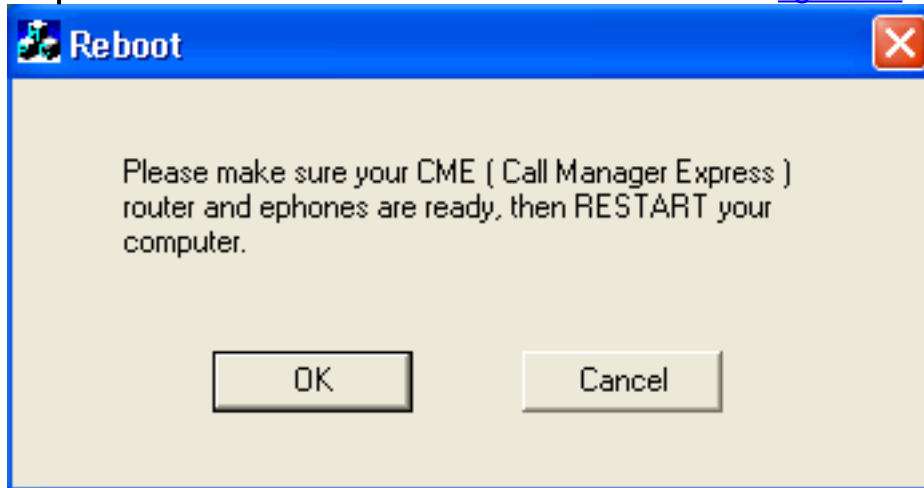 Reboot
Please make sure your CME ( Call Manager Express )
router and ephones are ready, then RESTART your
computer.
OK
Cancel